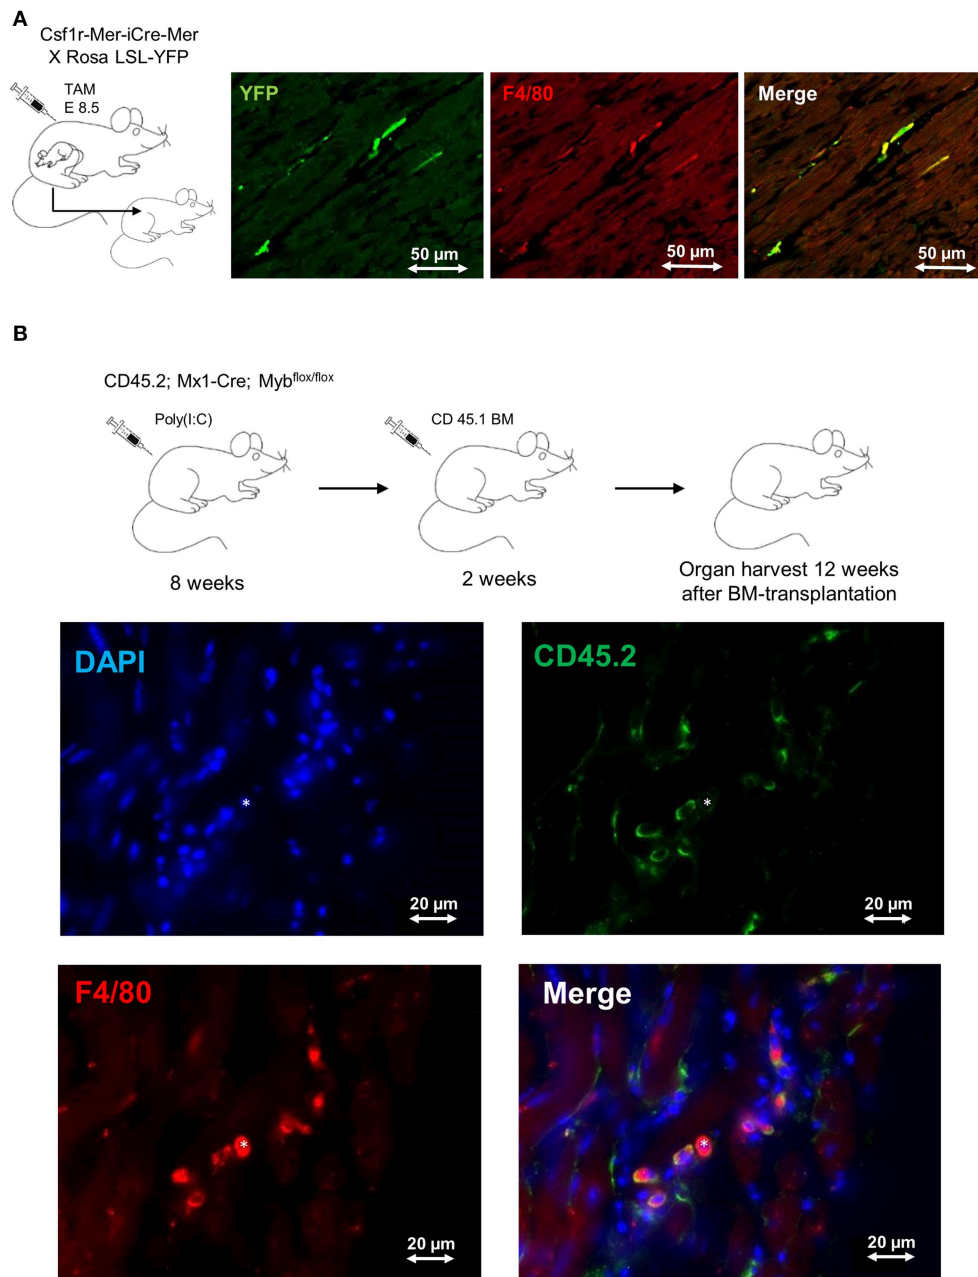 A
Csf1r-Mer-iCre-Mer
X Rosa LSL-YFP
TAM
E 8.5
YFP
F4/80
Merge
50 µm
50 µm
50 µm
B
CD45.2; Mx1-Cre; Myb^flox/flox
Poly(I:C)
CD 45.1 BM
8 weeks
2 weeks
Organ harvest 12 weeks
after BM-transplantation
DAPI
CD45.2
*
*
20 µm
20 µm
F4/80
Merge
*
*
20 µm
20 µm